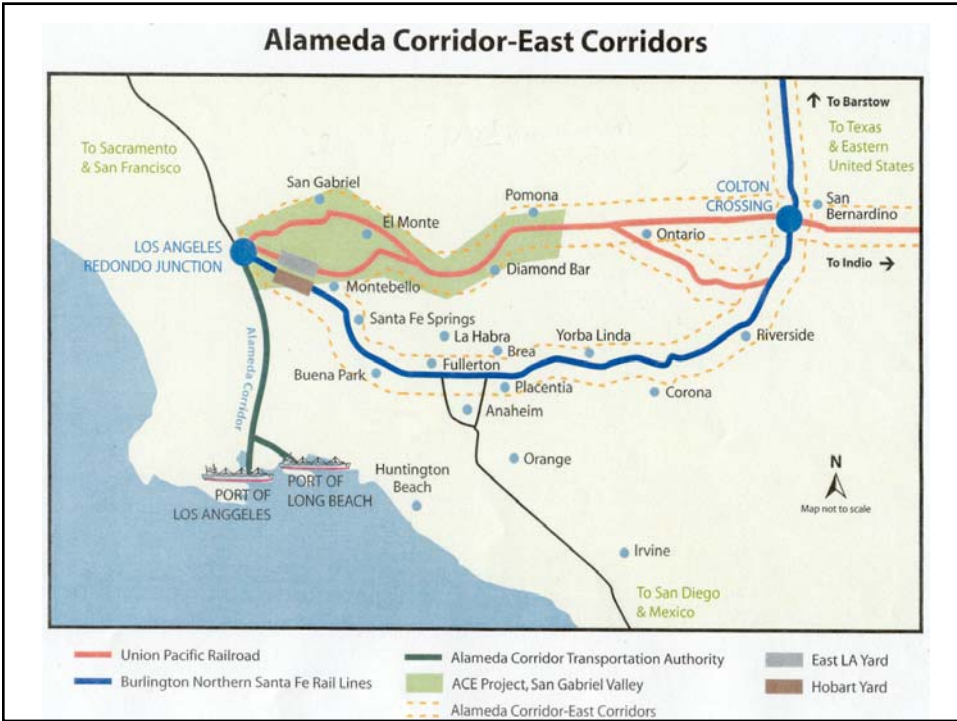 Alameda Corridor-East Corridors
To Barstow
To Sacramento
& San Francisco
To Texas
& Eastern
United States
San Gabriel
Pomona
COLTON
CROSSING
San
Bernardino
El Monte
Ontario
LOS ANGELES
REDONDO JUNCTION
Diamond Bar
To Indio
Montebello
Santa Fe Springs
La Habra
Yorba Linda
Riverside
Brea
Fullerton
Buena Park
Placentia
Corona
Alameda Corridor
Anaheim
Orange
N
Map not to scale
Huntington
Beach
PORT OF
LONG BEACH
PORT OF
LOS ANGGELES
Irvine
To San Diego
& Mexico
Union Pacific Railroad
Alameda Corridor Transportation Authority
East LA Yard
Burlington Northern Santa Fe Rail Lines
ACE Project, San Gabriel Valley
Hobart Yard
Alameda Corridor-East Corridors